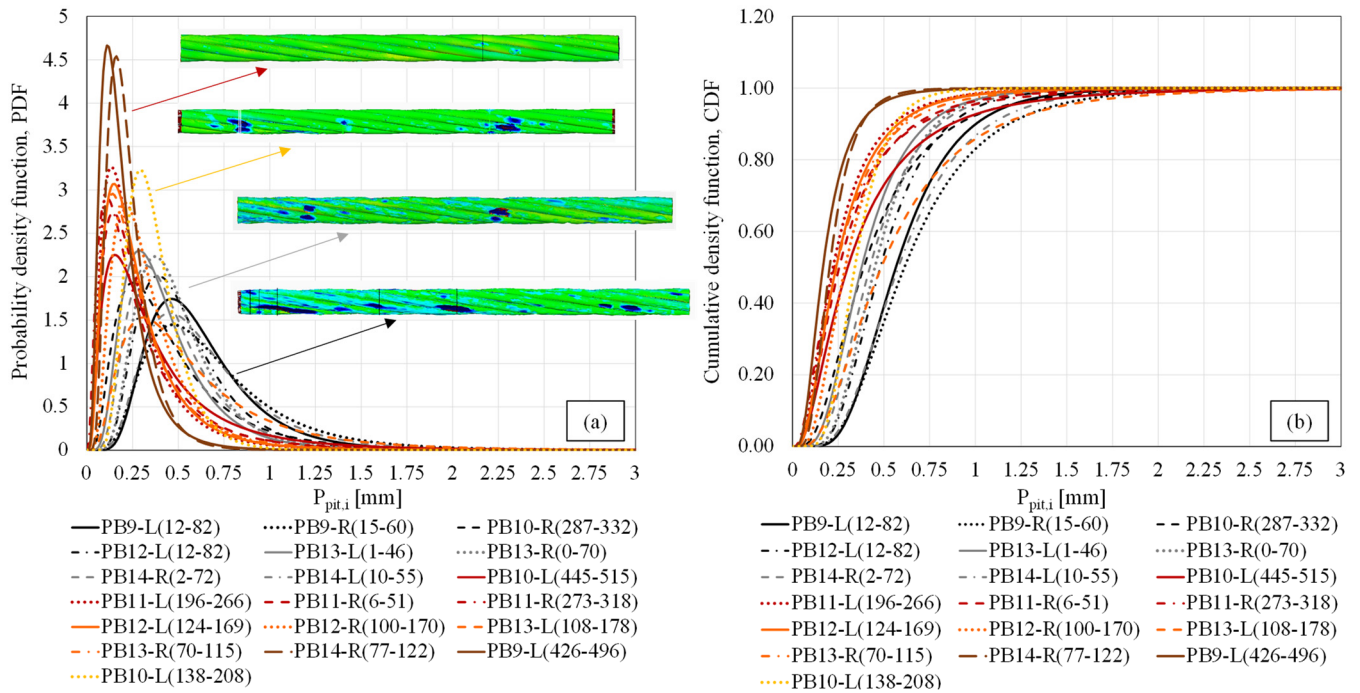 Probability density function, PDF
5
4.5
4
3.5
3
2.5
2
1.5
1
0.5
0
(a)
0 0.25 0.5 0.75 1 1.25 1.5 1.75 2 2.25 2.5 2.75 3
P_pit,i [mm]
PB9-L(12-82) PB9-R(15-60) PB10-R(287-332)
PB12-L(12-82) PB13-L(1-46) PB13-R(0-70)
PB14-R(2-72) PB14-L(10-55) PB10-L(445-515)
PB11-L(196-266) PB11-R(6-51) PB11-R(273-318)
PB12-L(124-169) PB12-R(100-170) PB13-L(108-178)
PB13-R(70-115) PB14-R(77-122) PB9-L(426-496)
PB10-L(138-208)
Cumulative density function, CDF
1.20
1.00
0.80
0.60
0.40
0.20
0.00
(b)
0 0.25 0.5 0.75 1 1.25 1.5 1.75 2 2.25 2.5 2.75 3
P_pit,i [mm]
PB9-L(12-82) PB9-R(15-60) PB10-R(287-332)
PB12-L(12-82) PB13-L(1-46) PB13-R(0-70)
PB14-R(2-72) PB14-L(10-55) PB10-L(445-515)
PB11-L(196-266) PB11-R(6-51) PB11-R(273-318)
PB12-L(124-169) PB12-R(100-170) PB13-L(108-178)
PB13-R(70-115) PB14-R(77-122) PB9-L(426-496)
PB10-L(138-208)